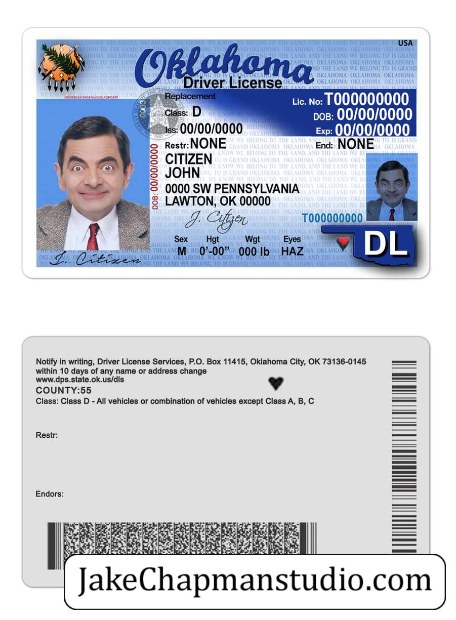 USA
Oklahoma
Driver License
Replacement
Lic. No: T000000000
Class: D
DOB: 00/00/0000
Iss: 00/00/0000
Exp: 00/00/0000
Restr: NONE
End: NONE
CITIZEN
JOHN
DOB: 00/00/0000
0000 SW PENNSYLVANIA
LAWTON, OK 00000
J. Citizen
T000000000
Sex Hgt Wgt Eyes
M 0'-00" 000 lb HAZ
DL
J. Citizen
Notify in writing, Driver License Services, P.O. Box 11415, Oklahoma City, OK 73136-0145
within 10 days of any name or address change
www.dps.state.ok.us/dls
COUNTY:55
Class: Class D - All vehicles or combination of vehicles except Class A, B, C
Restr:
Endors:
JakeChapmanstudio.com